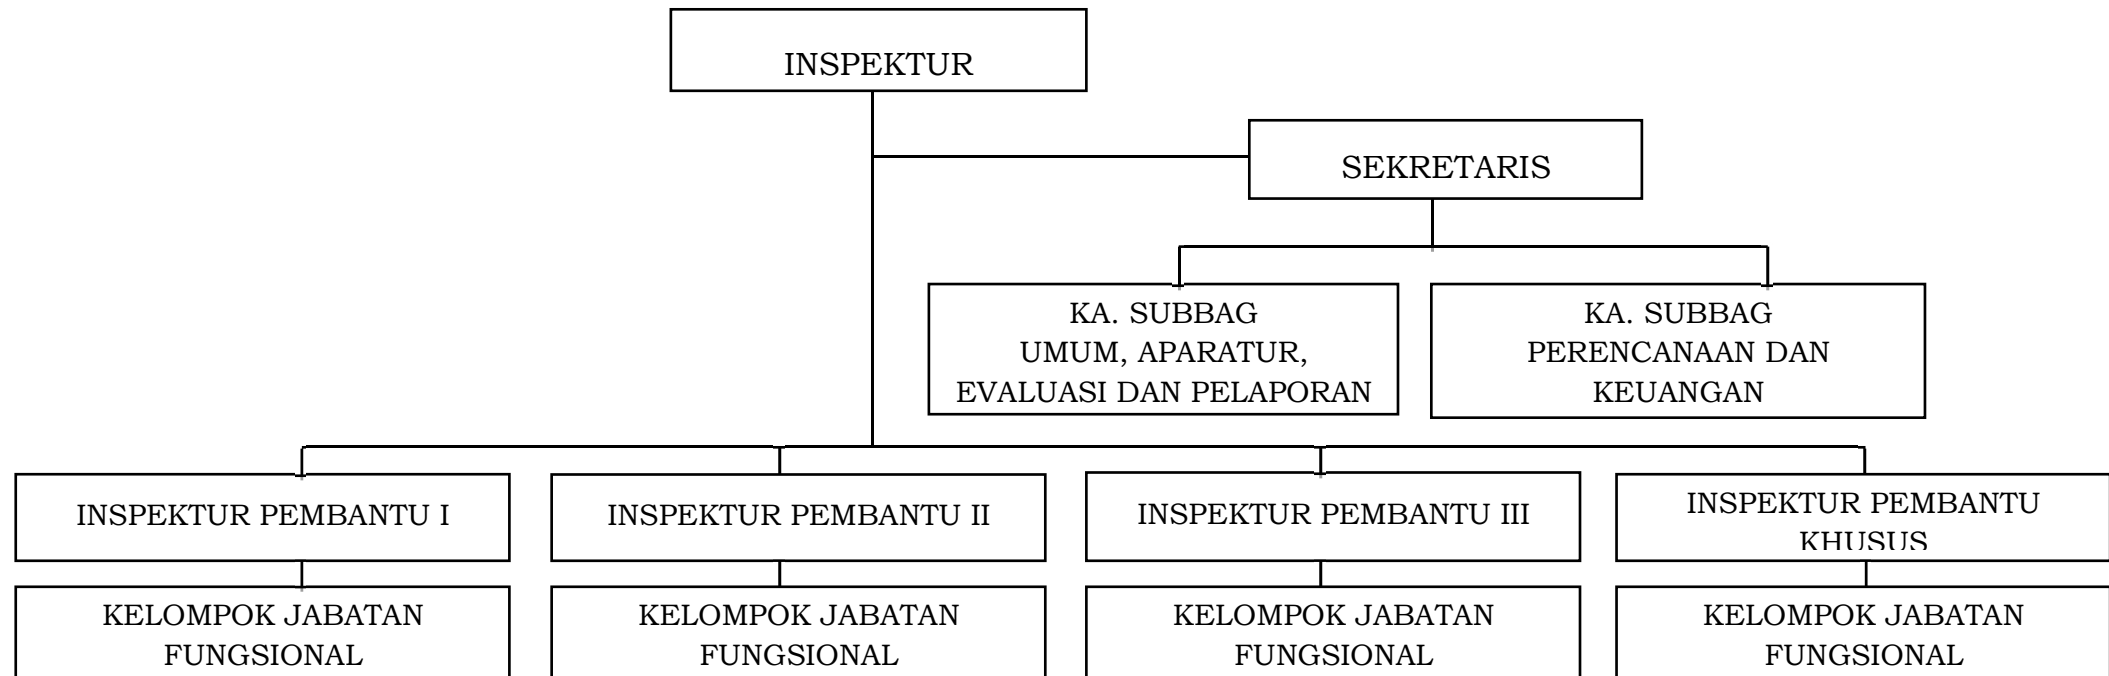 INSPEKTUR
SEKRETARIS
KA. SUBBAG
UMUM, APARATUR,
EVALUASI DAN PELAPORAN
KA. SUBBAG
PERENCANAAN DAN
KEUANGAN
INSPEKTUR PEMBANTU I
INSPEKTUR PEMBANTU II
INSPEKTUR PEMBANTU III
INSPEKTUR PEMBANTU
KHUSUS
KELOMPOK JABATAN
FUNGSIONAL
KELOMPOK JABATAN
FUNGSIONAL
KELOMPOK JABATAN
FUNGSIONAL
KELOMPOK JABATAN
FUNGSIONAL